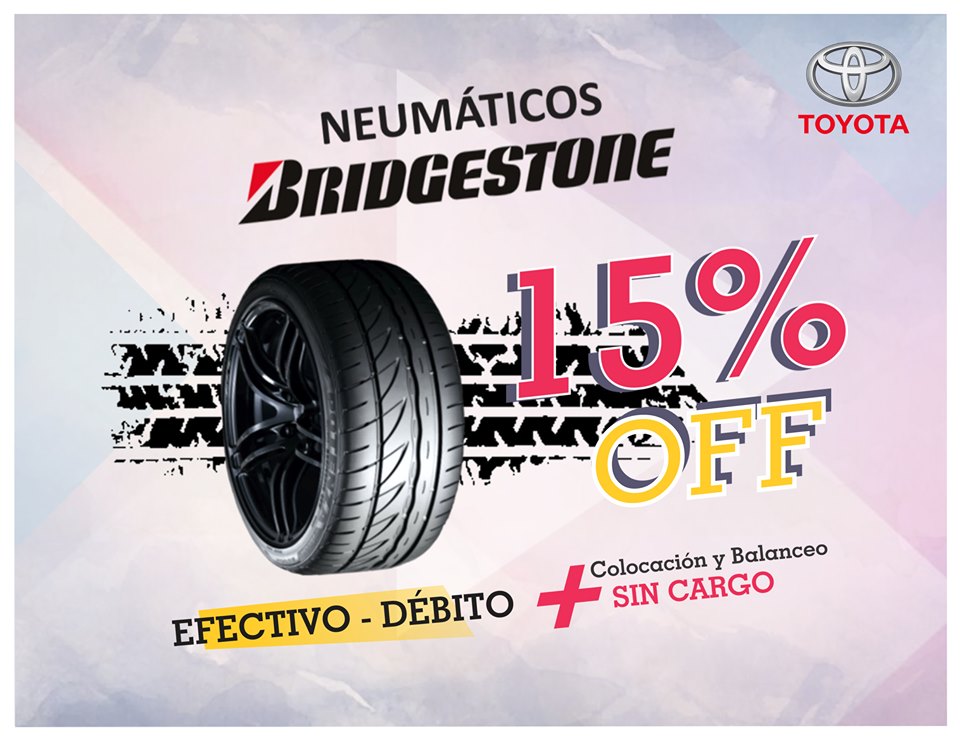 NEUMÁTICOS
BRIDGESTONE
TOYOTA
15%
OFF
EFECTIVO - DÉBITO
+ Colocación y Balanceo
SIN CARGO